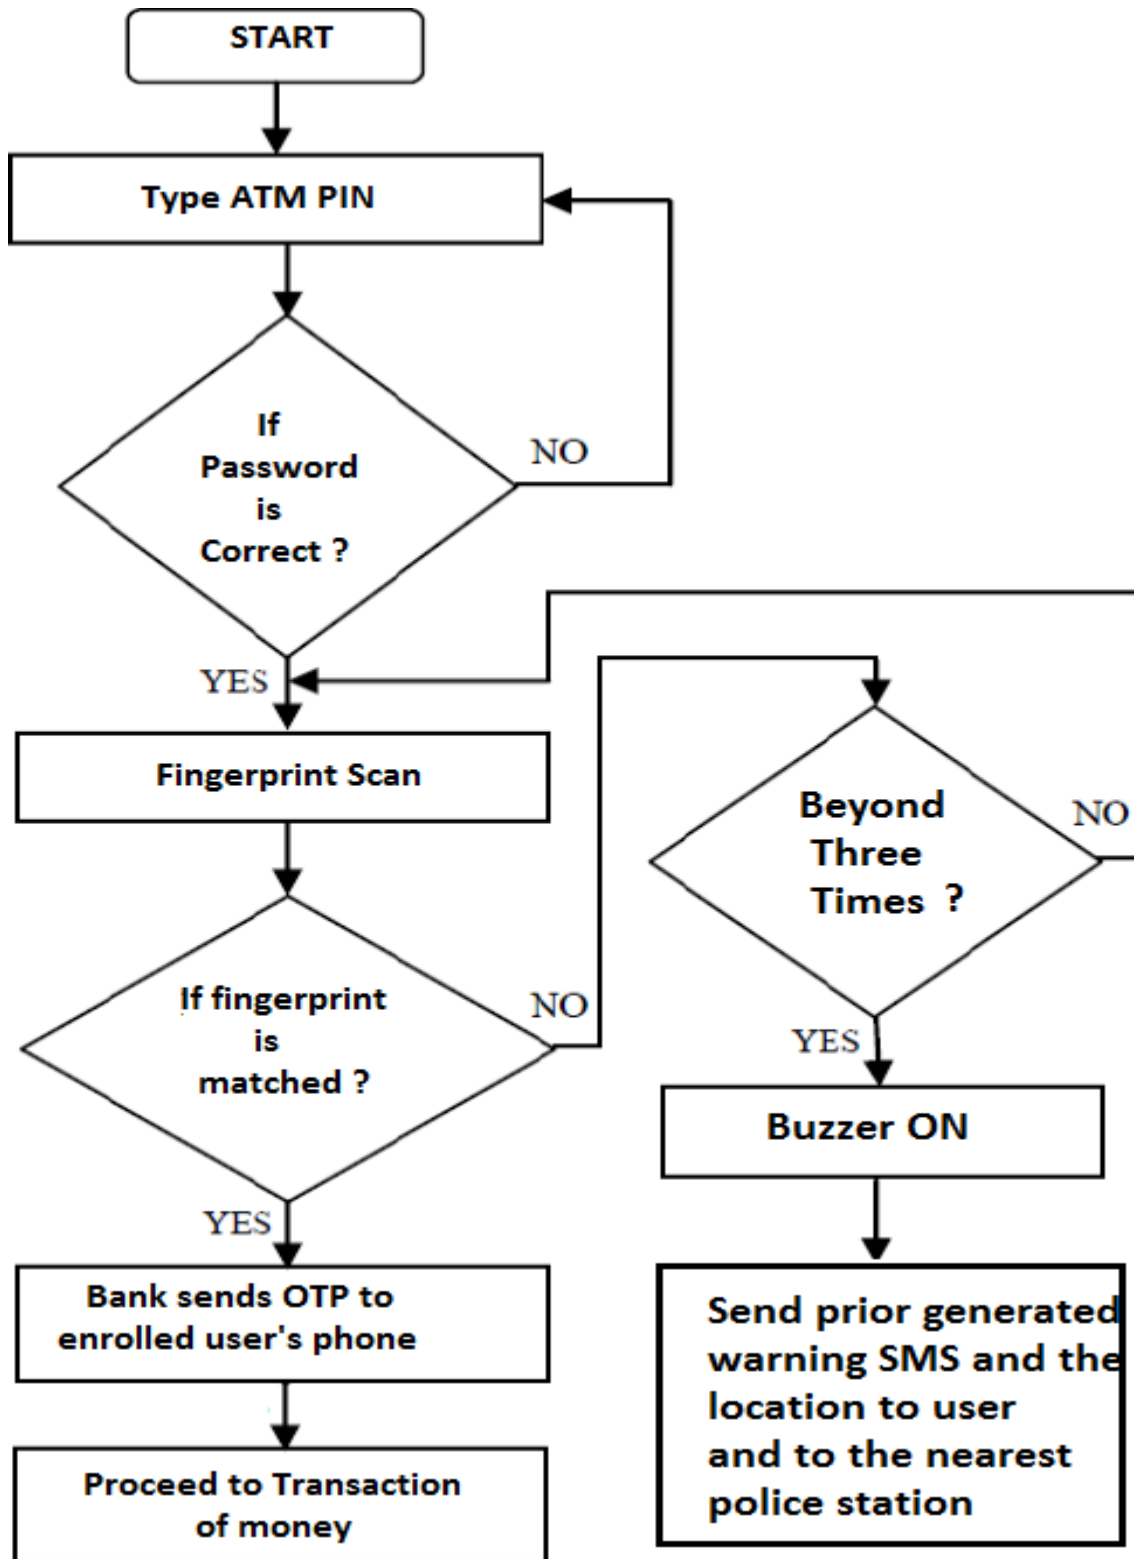 START
Type ATM PIN
If
Password
is
Correct ?
NO
YES
Fingerprint Scan
If fingerprint
is
matched ?
NO
YES
Bank sends OTP to
enrolled user's phone
Proceed to Transaction
of money
Beyond
Three
Times ?
NO
YES
Buzzer ON
Send prior generated
warning SMS and the
location to user
and to the nearest
police station